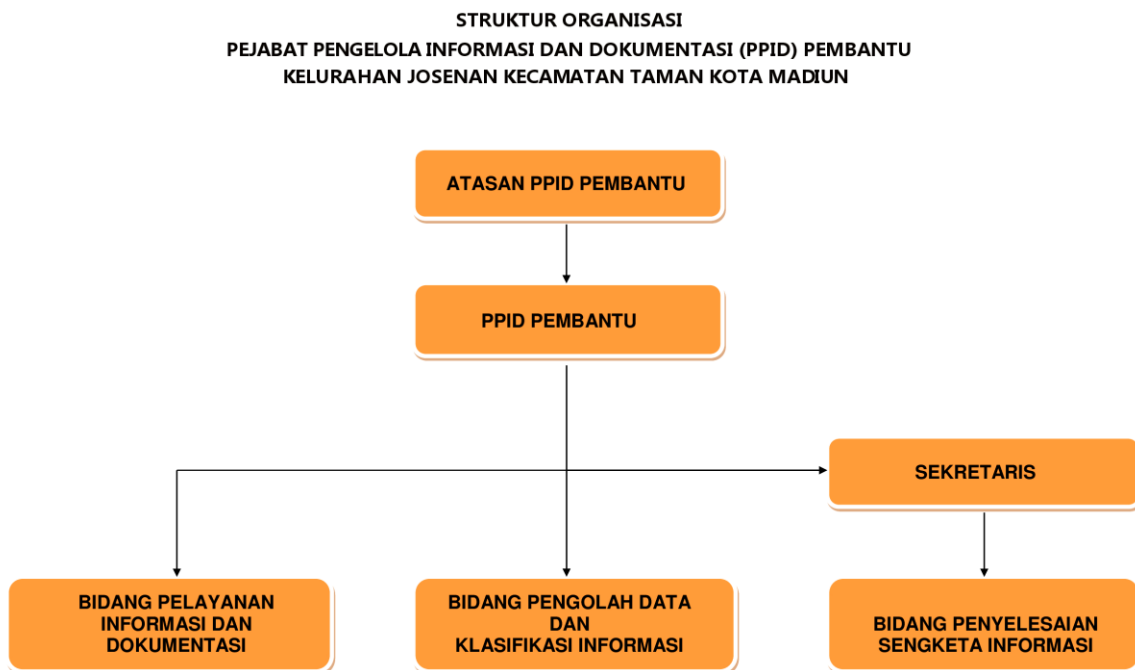 STRUKTUR ORGANISASI
PEJABAT PENGELOLA INFORMASI DAN DOKUMENTASI (PPID) PEMBANTU
KELURAHAN JOSENAN KECAMATAN TAMAN KOTA MADIUN
ATASAN PPID PEMBANTU
PPID PEMBANTU
SEKRETARIS
BIDANG PELAYANAN
INFORMASI DAN
DOKUMENTASI
BIDANG PENGOLAH DATA
DAN
KLASIFIKASI INFORMASI
BIDANG PENYELESAIAN
SENGKETA INFORMASI